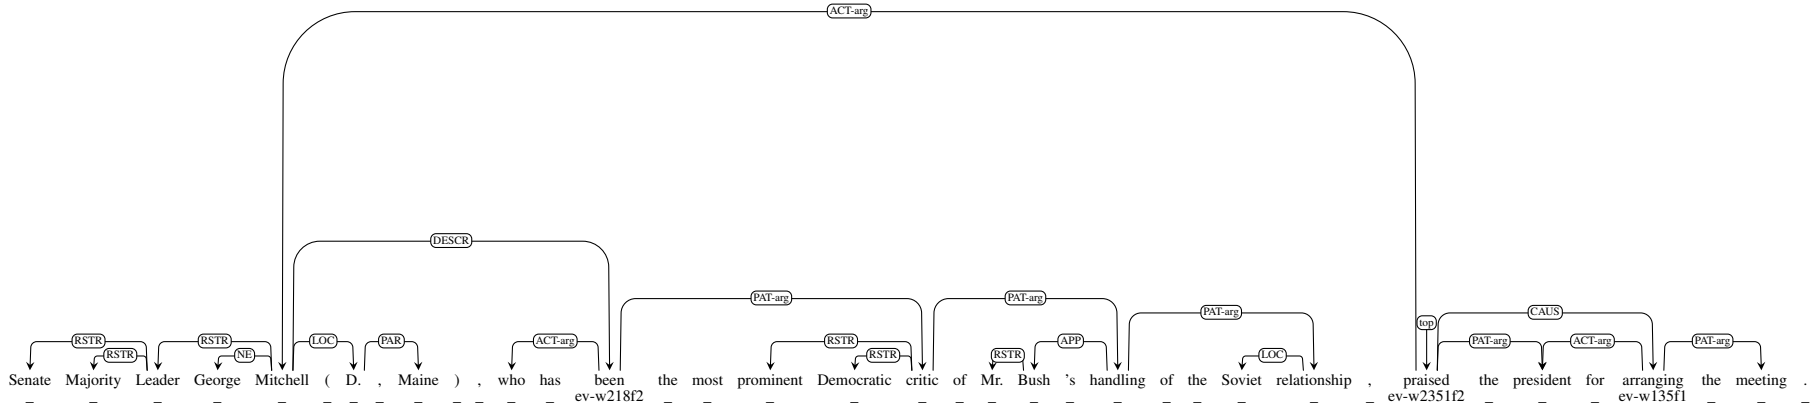 ACT-arg
DESCR
PAT-arg PAT-arg
PAT-arg CAUS
top
RSTR RSTR LOC PAR ACT-arg RSTR APP PAT-arg ACT-arg PAT-arg
RSTR NE RSTR RSTR LOC
Senate Majority Leader George Mitchell ( D. , Maine ) , who has been the most prominent Democratic critic of Mr. Bush 's handling of the Soviet relationship , praised the president for arranging the meeting .
_ _ _ _ _ _ _ _ _ _ _ _ _ ev-w218f2 _ _ _ _ _ _ _ _ _ _ _ _ _ _ _ ev-w2351f2 _ _ _ ev-w135f1 _ _ _